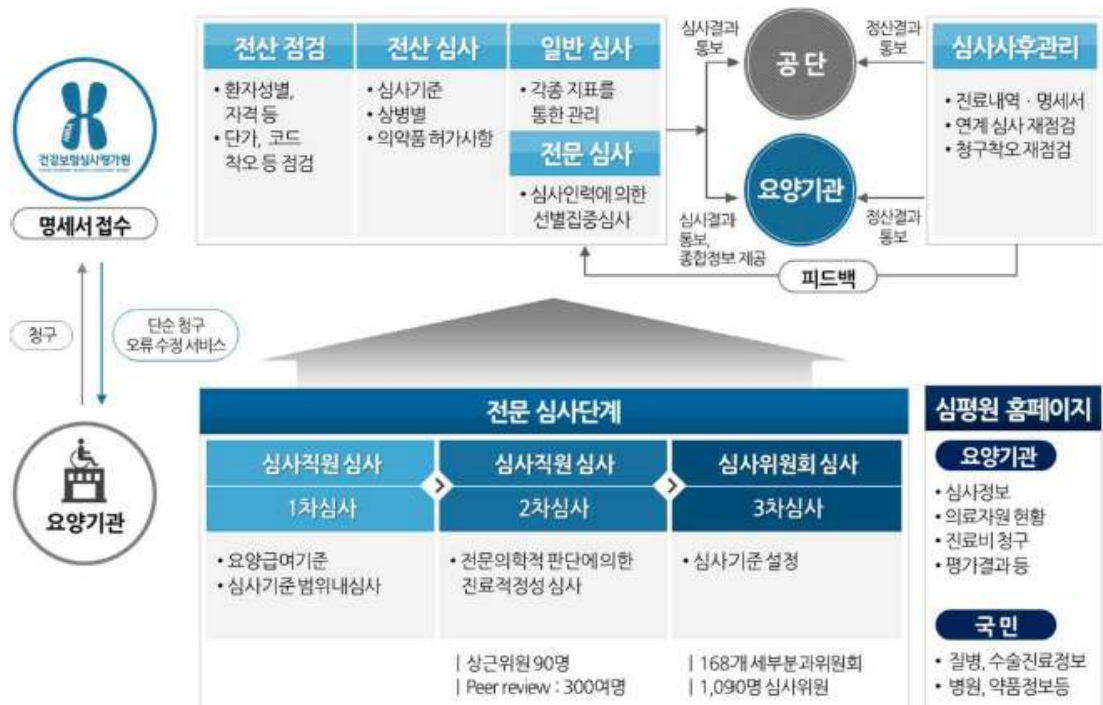 전산 점검
• 환자성별,
자격 등
• 단가, 코드
착오 등 점검
전산 심사
• 심사기준
• 상병별
• 의약품 허가사항
일반 심사
• 각종 지표를
통한 관리
전문 심사
• 심사인력에 의한
선별집중심사
심사결과
통보
공 단
정산결과
통보
요양기관
심사결과
통보,
종합정보 제공
정산결과
통보
심사사후관리
• 진료내역 · 명세서
• 연계 심사 재점검
• 청구착오 재점검
피드백
건강보험심사평가원
명세서 접수
청구
단순 청구
오류 수정 서비스
요양기관
전문 심사단계
심사직원 심사
1차심사
• 요양급여기준
• 심사기준 범위내심사
심사직원 심사
2차심사
• 전문의학적 판단에 의한
진료적정성 심사
| 상근위원 90명
| Peer review : 300여명
심사위원회 심사
3차심사
• 심사기준 설정
| 168개 세부분과위원회
| 1,090명 심사위원
심평원 홈페이지
요양기관
• 심사정보
• 의료자원 현황
• 진료비 청구
• 평가결과 등
국 민
• 질병, 수술진료정보
• 병원, 약품정보등